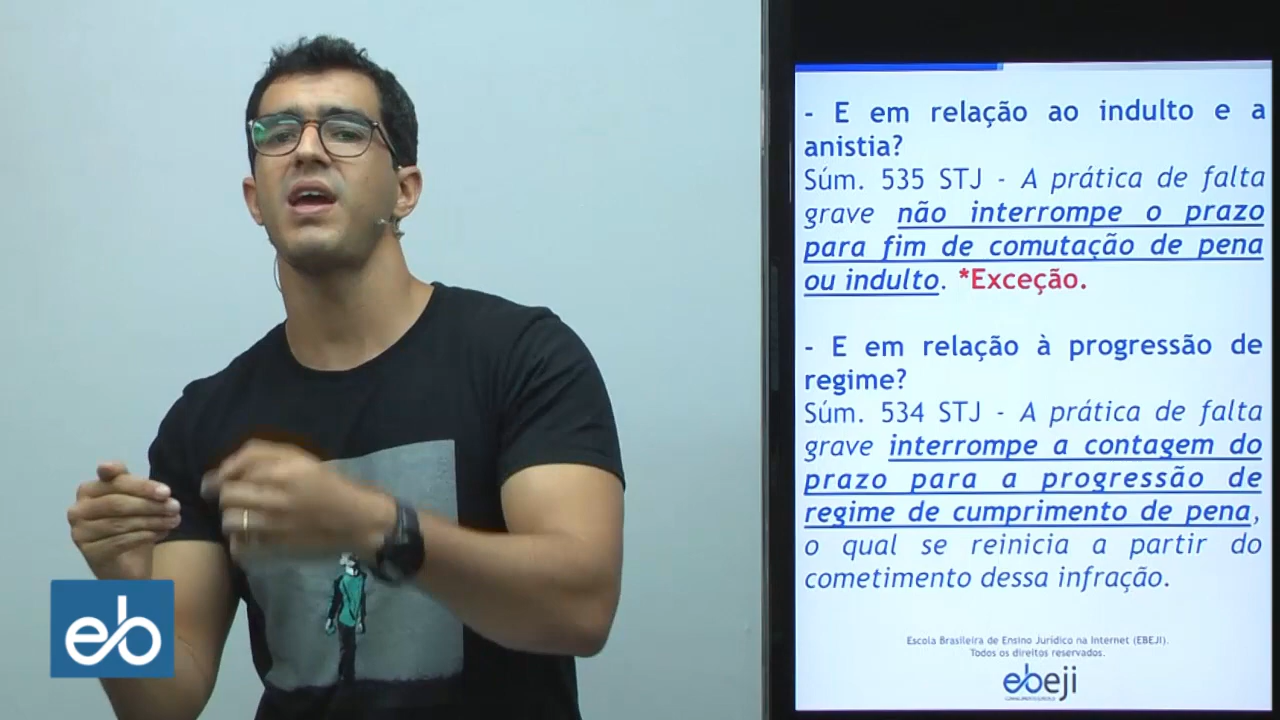 - E em relação ao indulto e a
anistia?
Súm. 535 STJ - A prática de falta
grave não interrompe o prazo
para fim de comutação de pena
ou indulto. *Exceção.
- E em relação à progressão de
regime?
Súm. 534 STJ - A prática de falta
grave interrompe a contagem do
prazo para a progressão de
regime de cumprimento de pena,
o qual se reinicia a partir do
cometimento dessa infração.
Escola Brasileira de Ensino Jurídico na Internet (EBEJI).
Todos os direitos reservados.
ebeji
eb